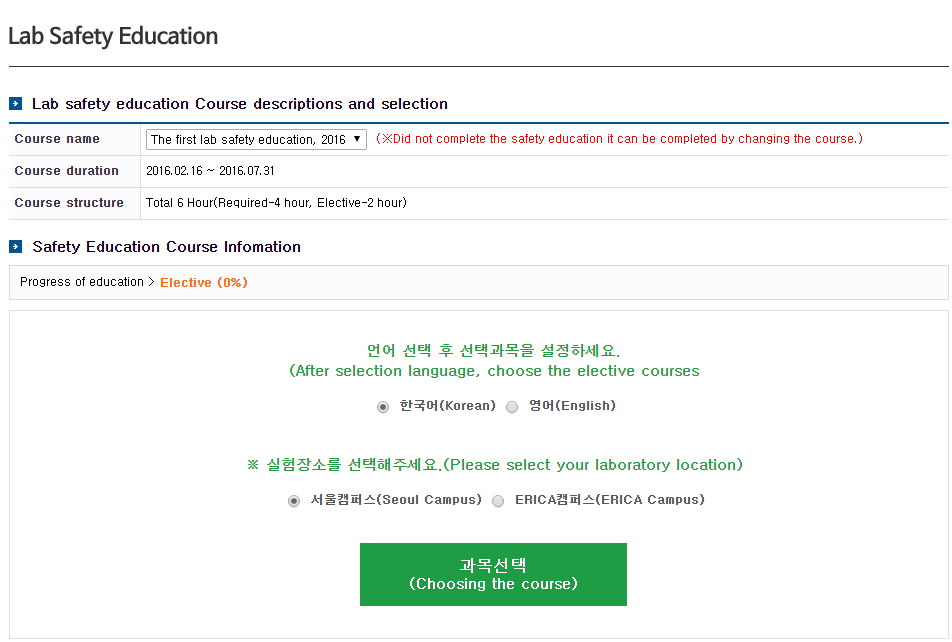 Lab Safety Education
Lab safety education Course descriptions and selection
Course name The first lab safety education, 2016 ▼ (※Did not complete the safety education it can be completed by changing the course.)
Course duration 2016.02.16 ~ 2016.07.31
Course structure Total 6 Hour(Required-4 hour, Elective-2 hour)
Safety Education Course Infomation
Progress of education > Elective (0%)
언어 선택 후 선택과목을 설정하세요.
(After selection language, choose the elective courses
한국어(Korean) 영어(English)
※ 실험장소를 선택해주세요.(Please select your laboratory location)
서울캠퍼스(Seoul Campus) ERICA캠퍼스(ERICA Campus)
과목선택
(Choosing the course)